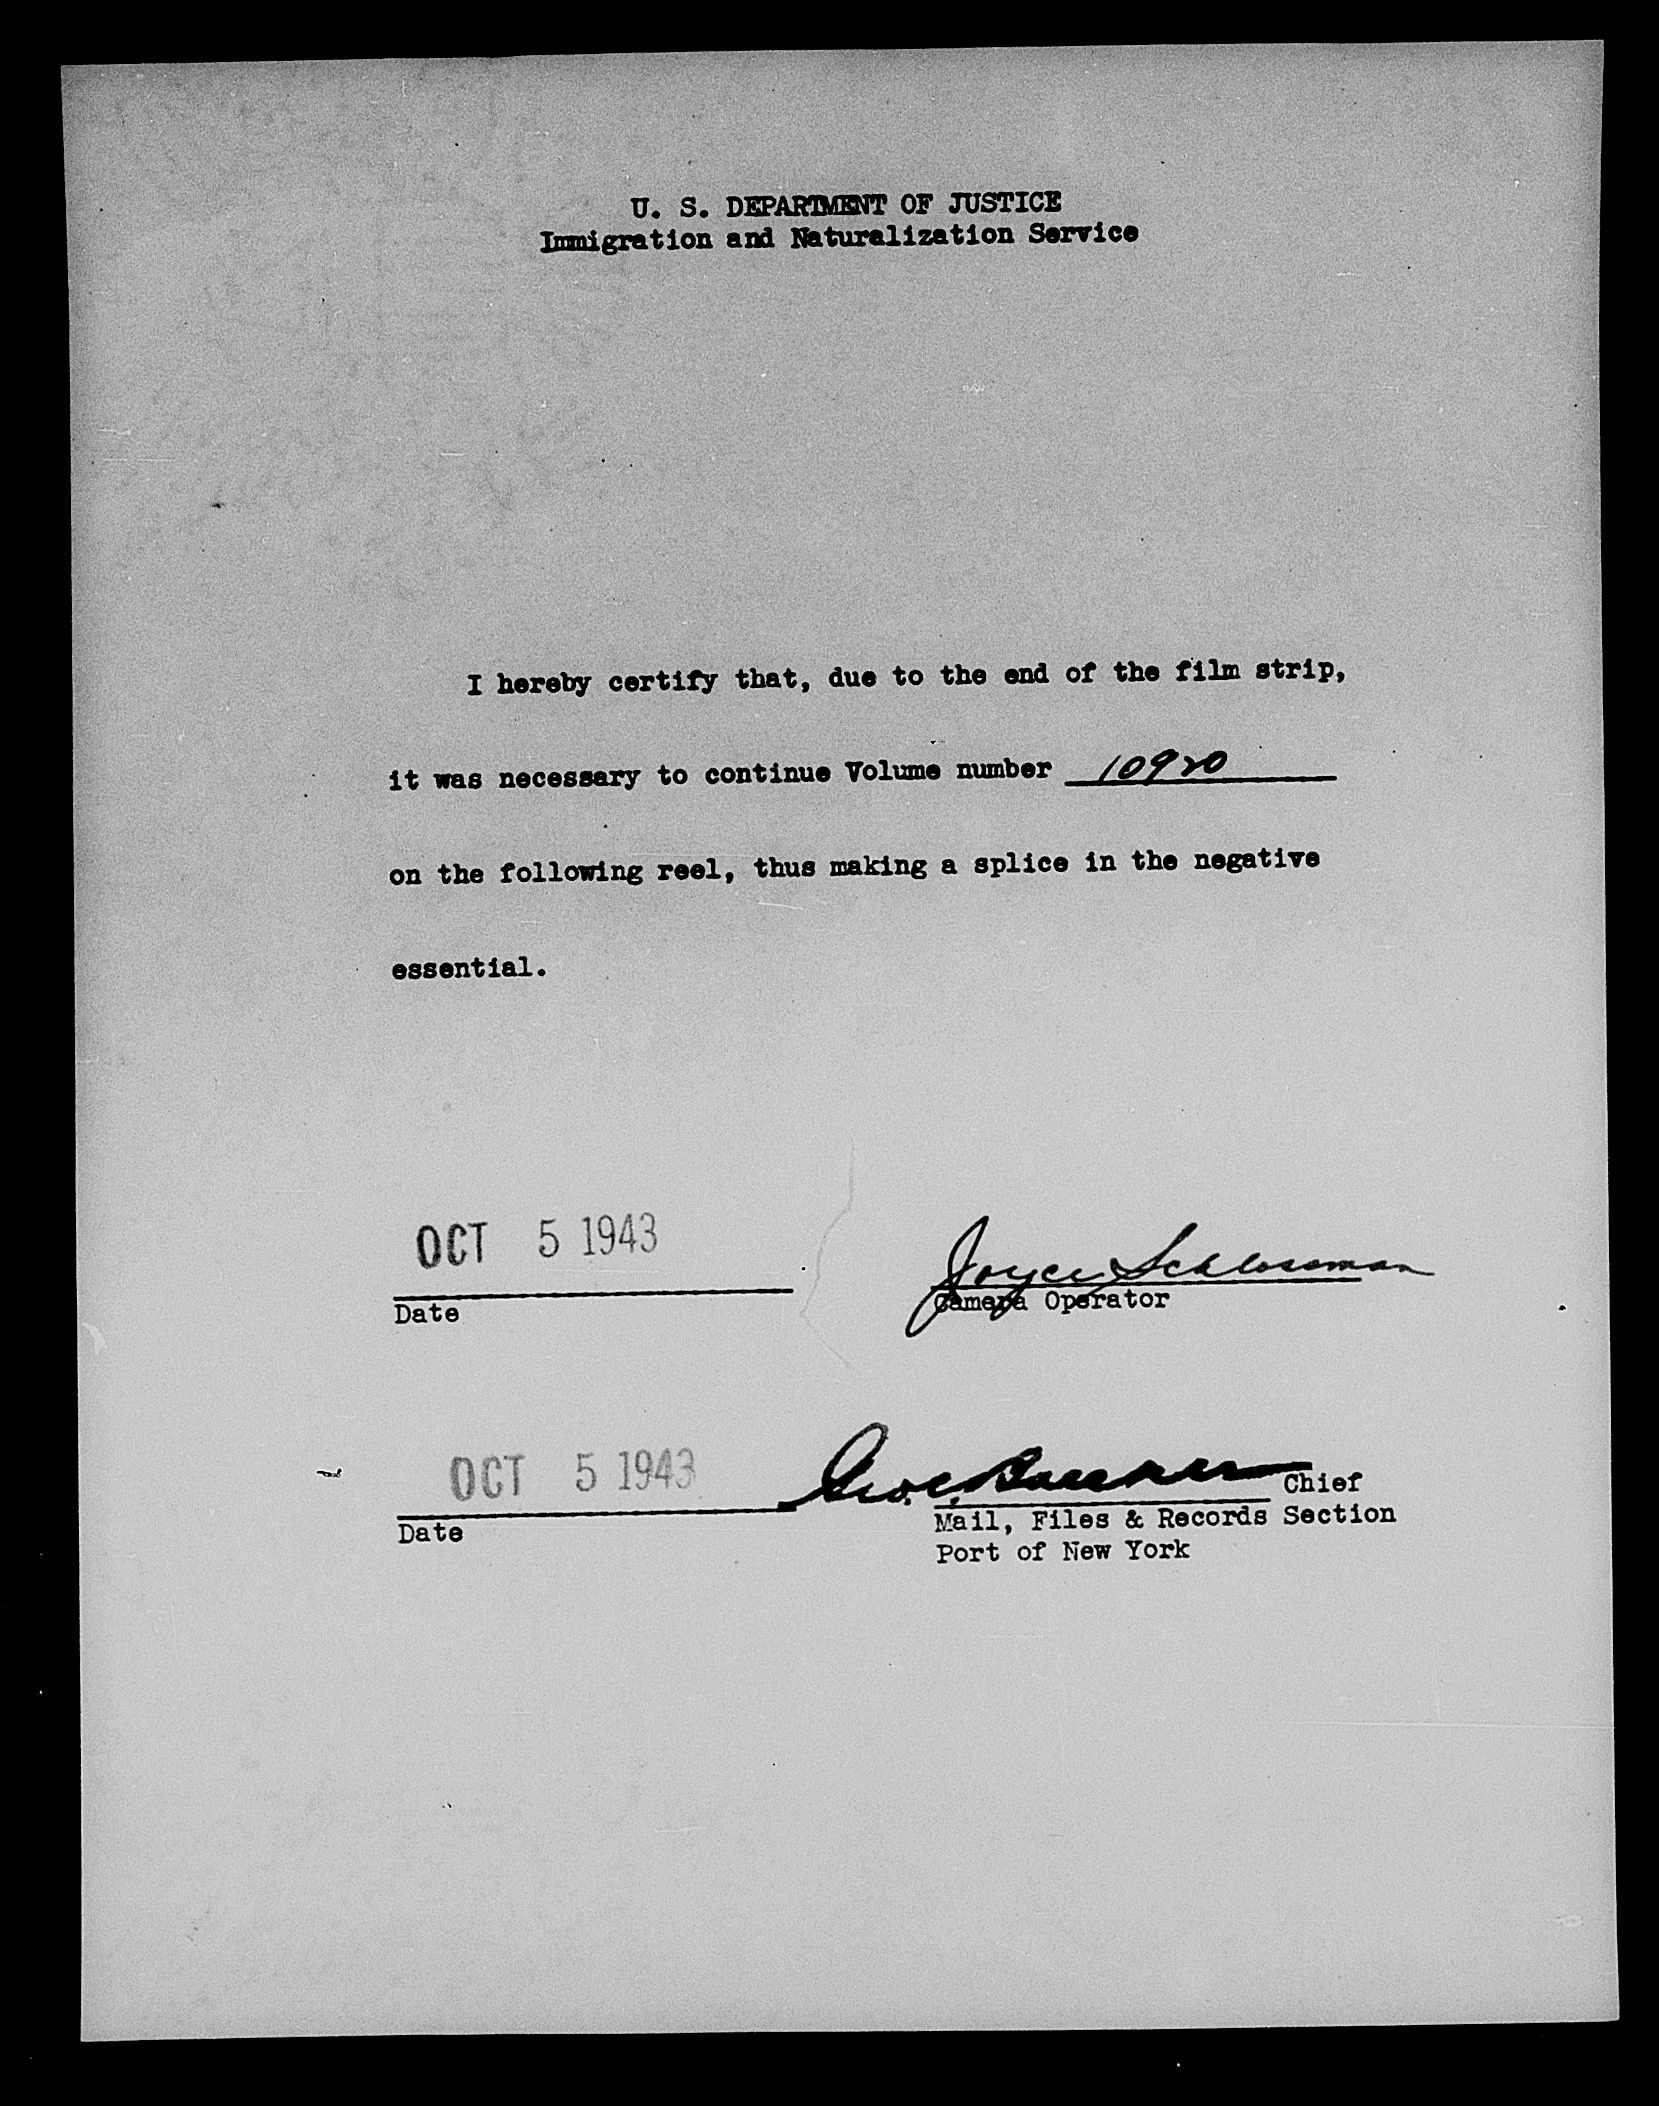 U. S. DEPARTMENT OF JUSTICE
Immigration and Naturalization Service
I hereby certify that, due to the end of the film strip,
it was necessary to continue Volume number 10920
on the following reel, thus making a splice in the negative
essential.
OCT 5 1943
Joyce Schlossman
Date
Camera Operator
OCT 5 1943
Geo. C.
Chief
Date
Mail, Files & Records Section
Port of New York